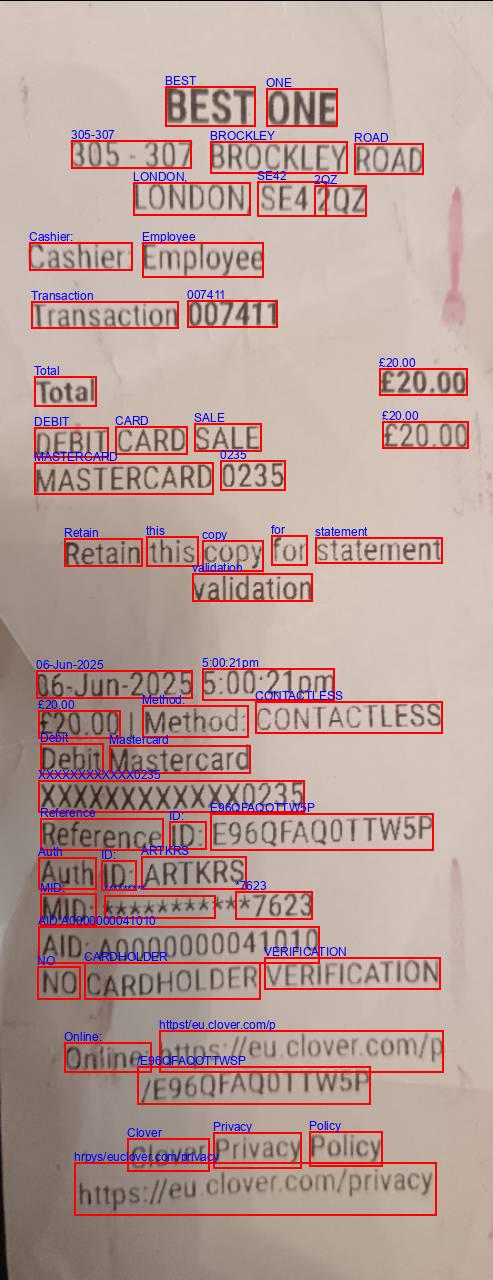 BEST ONE
305 - 307 BROCKLEY ROAD
LONDON, SE4 2QZ
Cashier: Employee
Transaction 007411
Total £20.00
DEBIT CARD SALE £20.00
MASTERCARD 0235
Retain this copy for statement
validation
06-Jun-2025 5:00:21pm
£20.00 | Method: CONTACTLESS
Debit Mastercard
XXXXXXXXXXXX0235
Reference ID: E96QFAQ0TTW5P
Auth ID: ARTKRS
MID: ***********7623
AID: A0000000041010
NO CARDHOLDER VERIFICATION
Online: https://eu.clover.com/p
/E96QFAQ0TTW5P
Clover Privacy Policy
https://eu.clover.com/privacy